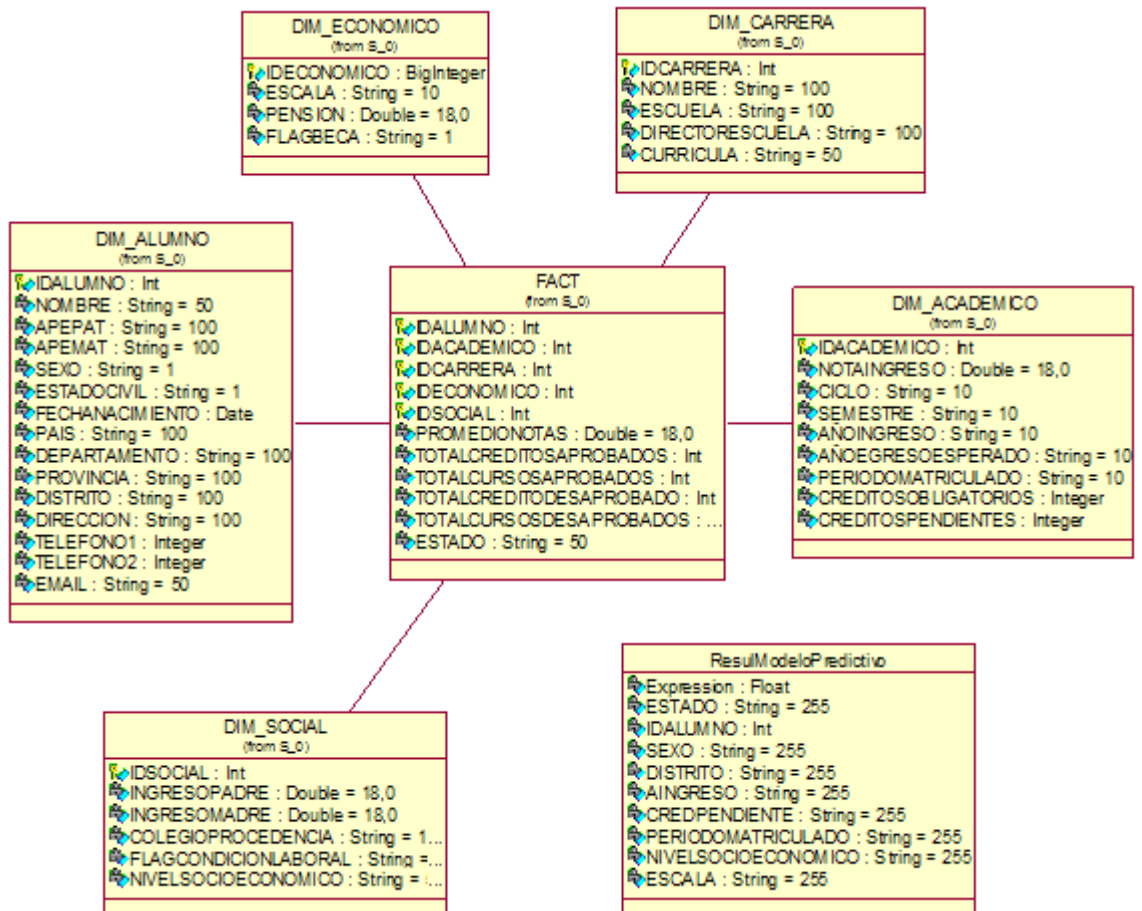 DIM_ECONOMICO
(from S_0)
IDECONOMICO : BigInteger
ESCALA : String = 10
PENSION : Double = 18,0
FLAGBECA : String = 1
DIM_CARRERA
(from S_0)
IDCARRERA : Int
NOMBRE : String = 100
ESCUELA : String = 100
DIRECTORESCUELA : String = 100
CURRICULA : String = 50
DIM_ALUMNO
(from S_0)
IDALUMNO : Int
NOMBRE : String = 50
APEPAT : String = 100
APEMAT : String = 100
SEXO : String = 1
ESTADOCIVIL : String = 1
FECHANACIMIENTO : Date
PAIS : String = 100
DEPARTAMENTO : String = 100
PROVINCIA : String = 100
DISTRITO : String = 100
DIRECCION : String = 100
TELEFONO1 : Integer
TELEFONO2 : Integer
EMAIL : String = 50
FACT
(from S_0)
IDALUMNO : Int
IDACADEMICO : Int
IDCARRERA : Int
IDECONOMICO : Int
IDSOCIAL : Int
PROMEDIONOTAS : Double = 18,0
TOTALCREDITOSAPROBADOS : Int
TOTALCURSOSAPROBADOS : Int
TOTALCREDITODESAPROBADO : Int
TOTALCURSOSDESAPROBADOS : ...
ESTADO : String = 50
DIM_ACADEMICO
(from S_0)
IDACADEMICO : Int
NOTAINGRESO : Double = 18,0
CICLO : String = 10
SEMESTRE : String = 10
AÑOINGRESO : String = 10
AÑOEGRESOESPERADO : String = 10
PERIODOMATRICULADO : String = 10
CREDITOSOBLIGATORIOS : Integer
CREDITOSPENDIENTES : Integer
DIM_SOCIAL
(from S_0)
IDSOCIAL : Int
INGRESOPADRE : Double = 18,0
INGRESOMADRE : Double = 18,0
COLEGIOPROCEDENCIA : String = 1...
FLAGCONDICIONLABORAL : String =...
NIVELSOCIOECONOMICO : String = ...
ResulModeloPredictivo
Expression : Float
ESTADO : String = 255
IDALUMNO : Int
SEXO : String = 255
DISTRITO : String = 255
AINGRESO : String = 255
CREDPENDIENTE : String = 255
PERIODOMATRICULADO : String = 255
NIVELSOCIOECONOMICO : String = 255
ESCALA : String = 255